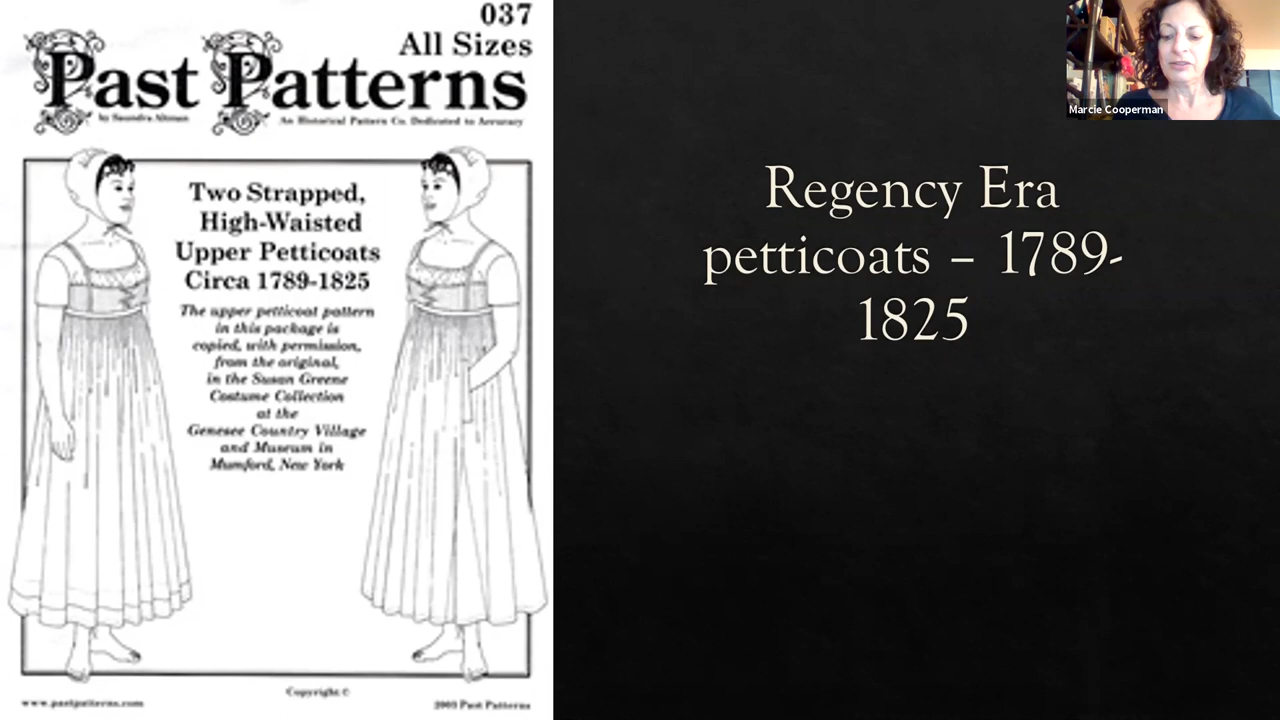 037
All Sizes
Past Patterns
by Saundra Altman An Historical Pattern Co. Dedicated to Accuracy
Two Strapped,
High-Waisted
Upper Petticoats
Circa 1789-1825
The upper petticoat pattern
in this package is
copied, with permission,
from the original,
in the Susan Greene
Costume Collection
at the
Genesee Country Village
and Museum in
Mumford, New York
www.pastpatterns.com
Copyright ©
2003 Past Patterns
Regency Era
petticoats – 1789-
1825
Marcie Cooperman